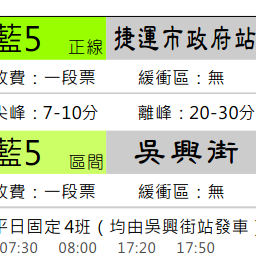 藍5 正線 捷運市政府站
收費：一段票 緩衝區：無
尖峰：7-10分 離峰：20-30分
藍5 區間 吳興街
收費：一段票 緩衝區：無
平日固定4班（均由吳興街站發車）
07:30 08:00 17:20 17:50